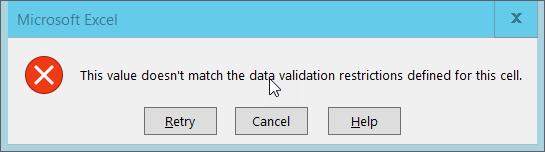 Microsoft Excel
This value doesn't match the data validation restrictions defined for this cell.
Retry
Cancel
Help